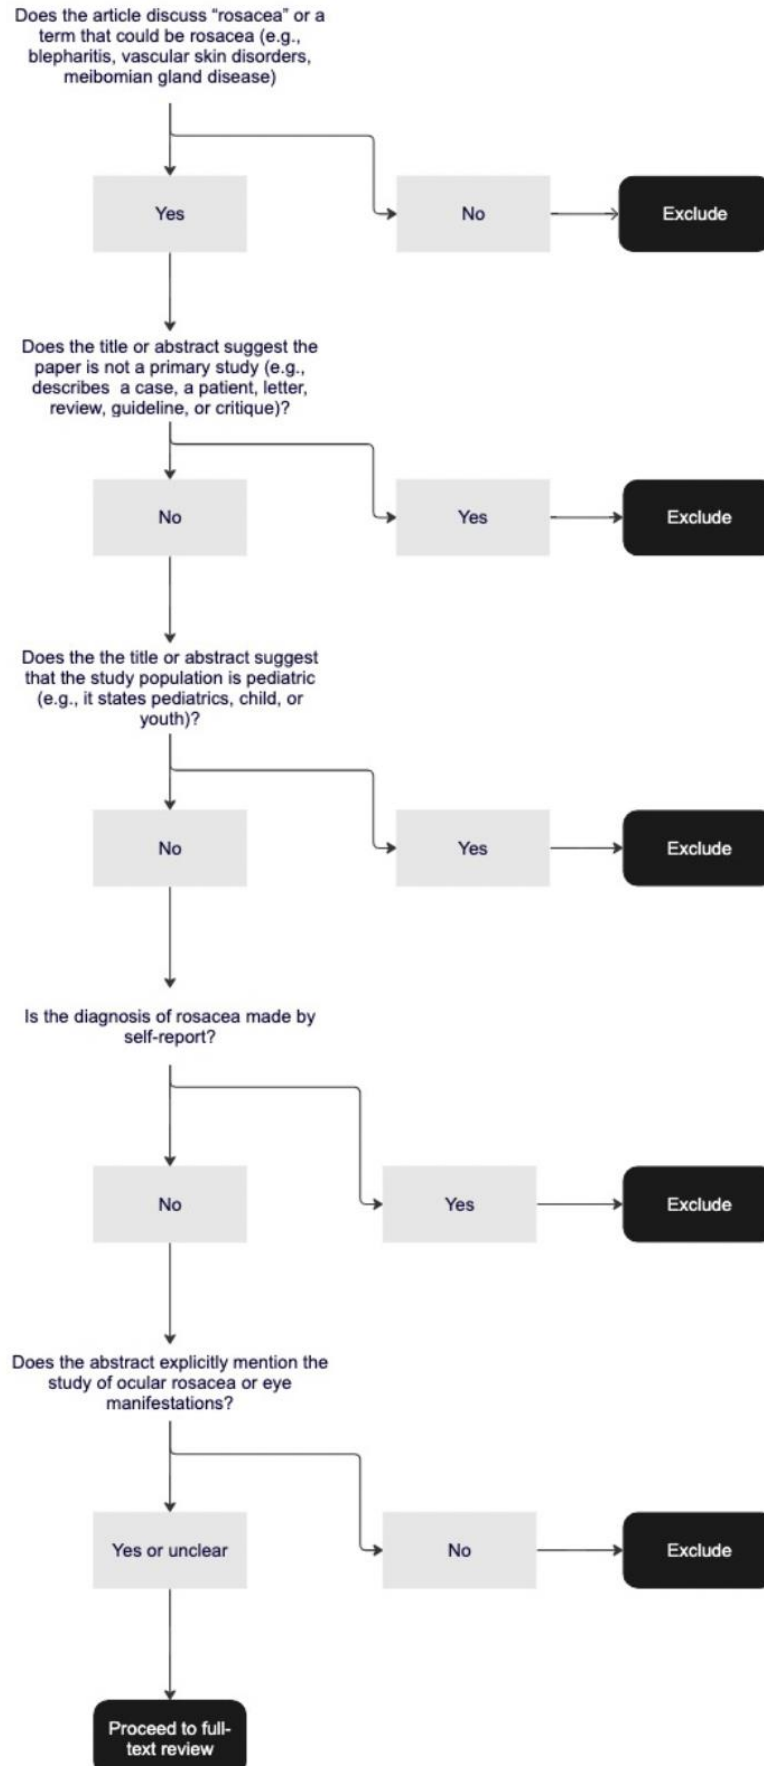 Does the article discuss “rosacea” or a
term that could be rosacea (e.g.,
blepharitis, vascular skin disorders,
meibomian gland disease)
Yes
No
Exclude
Does the title or abstract suggest the
paper is not a primary study (e.g.,
describes a case, a patient, letter,
review, guideline, or critique)?
No
Yes
Exclude
Does the the title or abstract suggest
that the study population is pediatric
(e.g., it states pediatrics, child, or
youth)?
No
Yes
Exclude
Is the diagnosis of rosacea made by
self-report?
No
Yes
Exclude
Does the abstract explicitly mention the
study of ocular rosacea or eye
manifestations?
Yes or unclear
No
Exclude
Proceed to full-
text review